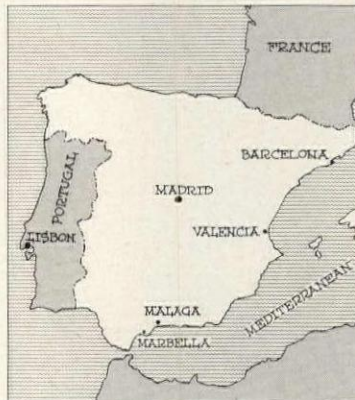 FRANCE
BARCELONA
PORTUGAL
MADRID
LISBON
VALENCIA
MEDITERRANEAN
MALAGA
MARBELLA